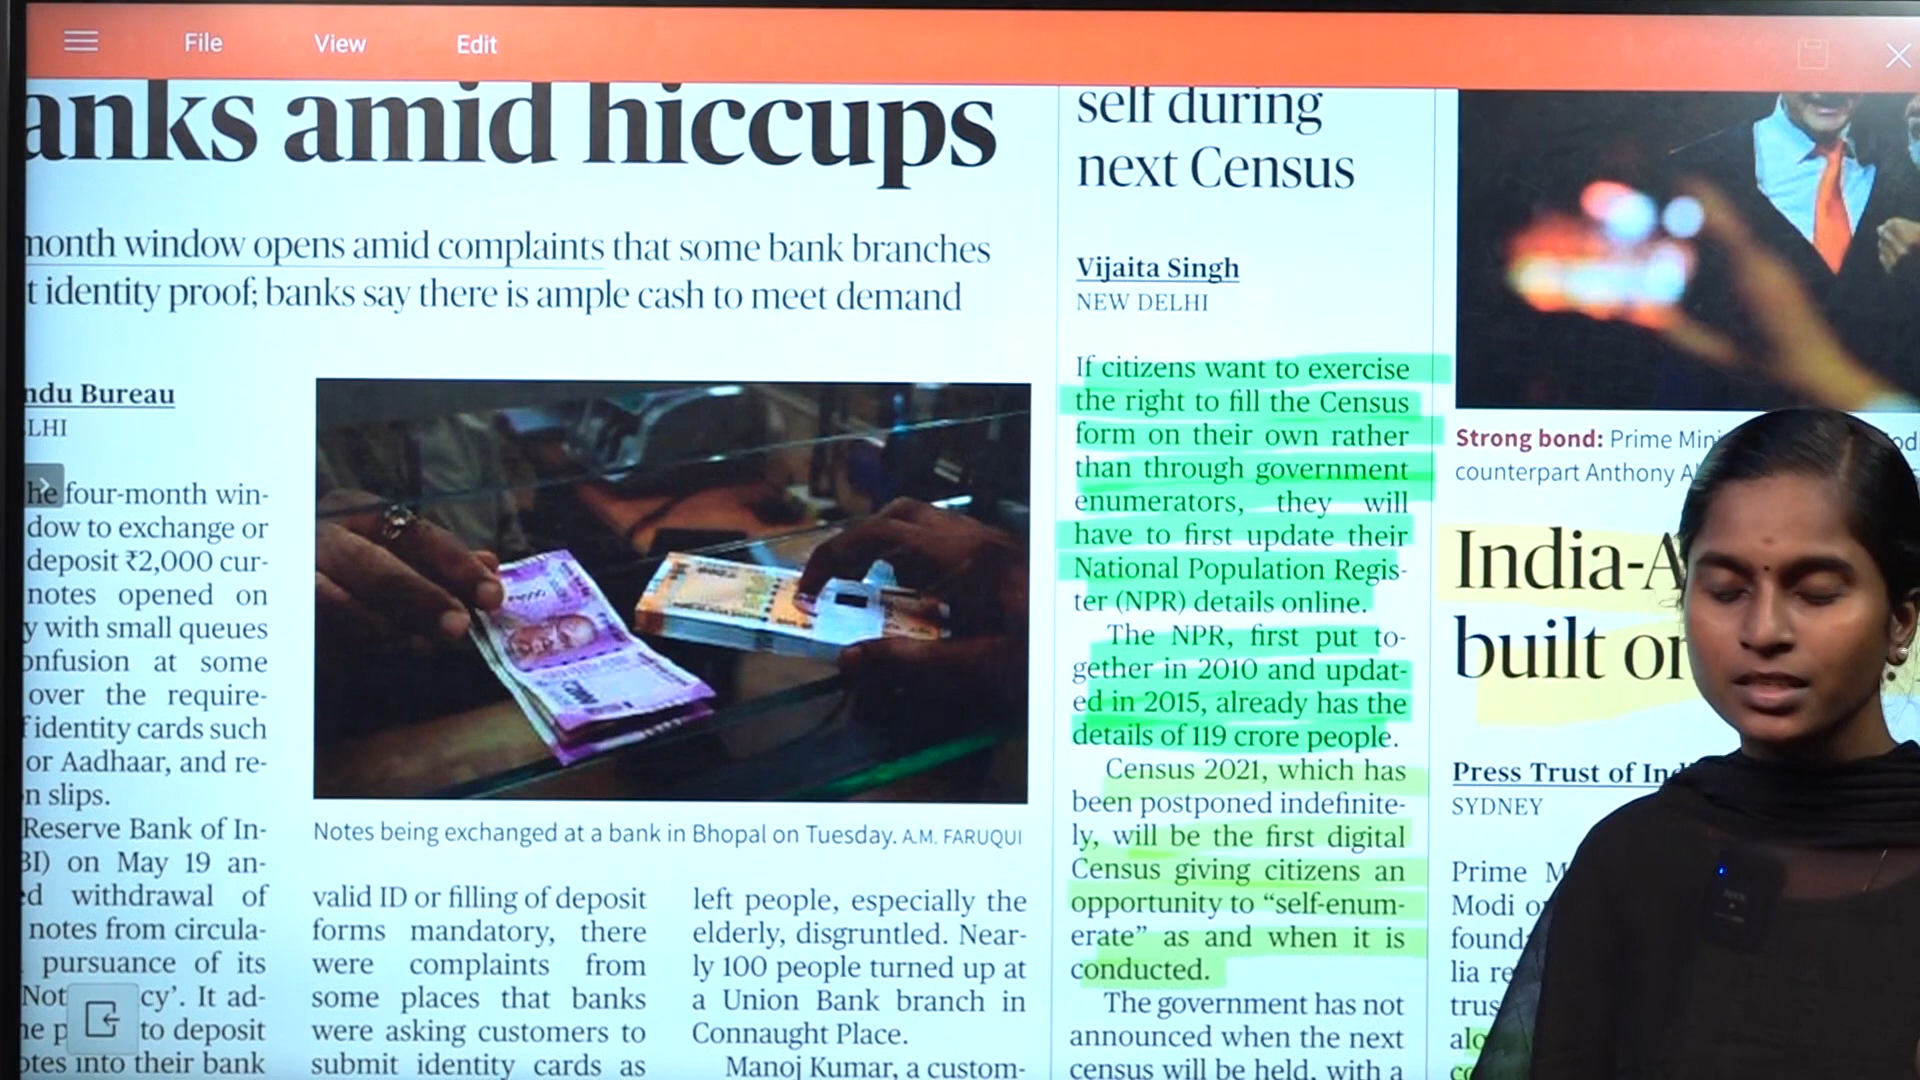 File
View
Edit
anks amid hiccups
month window opens amid complaints that some bank branches
t identity proof; banks say there is ample cash to meet demand
ndu Bureau
LHI
he four-month win-
dow to exchange or
deposit ₹2,000 cur-
notes opened on
y with small queues
onfusion at some
over the require-
f identity cards such
or Aadhaar, and re-
n slips.
Reserve Bank of In-
BI) on May 19 an-
ed withdrawal of
notes from circula-
pursuance of its
Not cy'. It ad-
he p to deposit
otes into their bank
Notes being exchanged at a bank in Bhopal on Tuesday. A.M. FARUQUI
valid ID or filling of deposit
forms mandatory, there
were complaints from
some places that banks
were asking customers to
submit identity cards as
left people, especially the
elderly, disgruntled. Near-
ly 100 people turned up at
a Union Bank branch in
Connaught Place.
Manoj Kumar, a custom-
self during
next Census
Vijaita Singh
NEW DELHI
If citizens want to exercise
the right to fill the Census
form on their own rather
than through government
enumerators, they will
have to first update their
National Population Regis-
ter (NPR) details online.
The NPR, first put to-
gether in 2010 and updat-
ed in 2015, already has the
details of 119 crore people.
Census 2021, which has
been postponed indefinite-
ly, will be the first digital
Census giving citizens an
opportunity to “self-enum-
erate” as and when it is
conducted.
The government has not
announced when the next
census will be held, with a
Strong bond: Prime Min
counterpart Anthony A
India-A
built on
Press Trust of Ind
SYDNEY
Prime M
Modi o
found
lia re
trus
alo